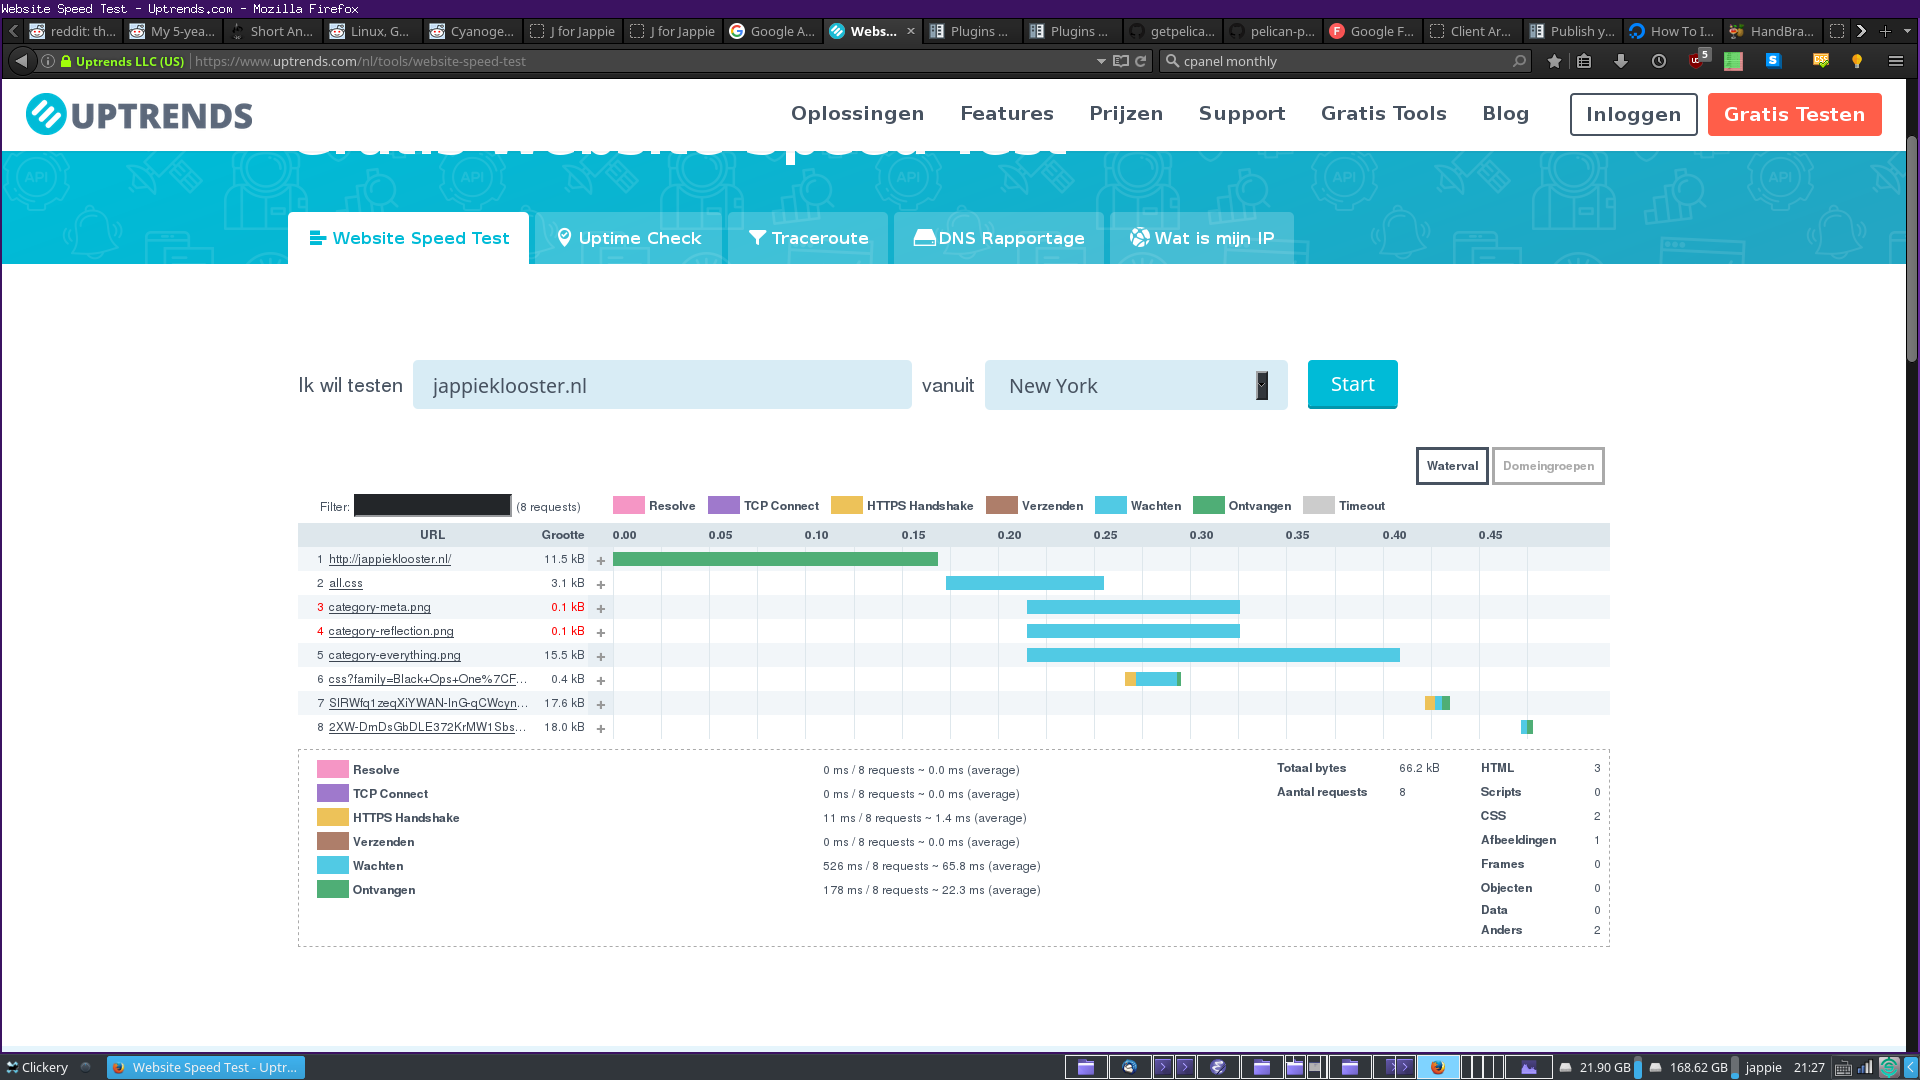 Website Speed Test - Uptrends.com - Mozilla Firefox
reddit: th... My 5-yea... Short An... Linux, G... Cyanoge... J for Jappie J for Jappie Google A... Webs... × Plugins ... Plugins ... getpelica... pelican-p... Google F... Client Ar... Publish y... How To I... HandBra...
Uptrends LLC (US) https://www.uptrends.com/nl/tools/website-speed-test cpanel monthly 5
UPTRENDS Oplossingen Features Prijzen Support Gratis Tools Blog Inloggen Gratis Testen
Gratis Website Speed Test
API API API API API
Website Speed Test Uptime Check Traceroute DNS Rapportage Wat is mijn IP
Ik wil testen jappieklooster.nl vanuit New York Start
Waterval Domeingroepen
Filter: (8 requests) Resolve TCP Connect HTTPS Handshake Verzenden Wachten Ontvangen Timeout
URL Grootte 0.00 0.05 0.10 0.15 0.20 0.25 0.30 0.35 0.40 0.45
1 http://jappieklooster.nl/ 11.5 kB +
2 all.css 3.1 kB +
3 category-meta.png 0.1 kB +
4 category-reflection.png 0.1 kB +
5 category-everything.png 15.5 kB +
6 css?family=Black+Ops+One%7CF... 0.4 kB +
7 SIRWfq1zeqXiYWAN-InG-qCWcyn... 17.6 kB +
8 2XW-DmDsGbDLE372KrMW1Sbs... 18.0 kB +
Resolve 0 ms / 8 requests ~ 0.0 ms (average) Totaal bytes 66.2 kB HTML 3
TCP Connect 0 ms / 8 requests ~ 0.0 ms (average) Aantal requests 8 Scripts 0
HTTPS Handshake 11 ms / 8 requests ~ 1.4 ms (average) CSS 2
Verzenden 0 ms / 8 requests ~ 0.0 ms (average) Afbeeldingen 1
Wachten 526 ms / 8 requests ~ 65.8 ms (average) Frames 0
Ontvangen 178 ms / 8 requests ~ 22.3 ms (average) Objecten 0
Data 0
Anders 2
Clickery Website Speed Test - Uptr... 21.90 GB 168.62 GB jappie 21:27